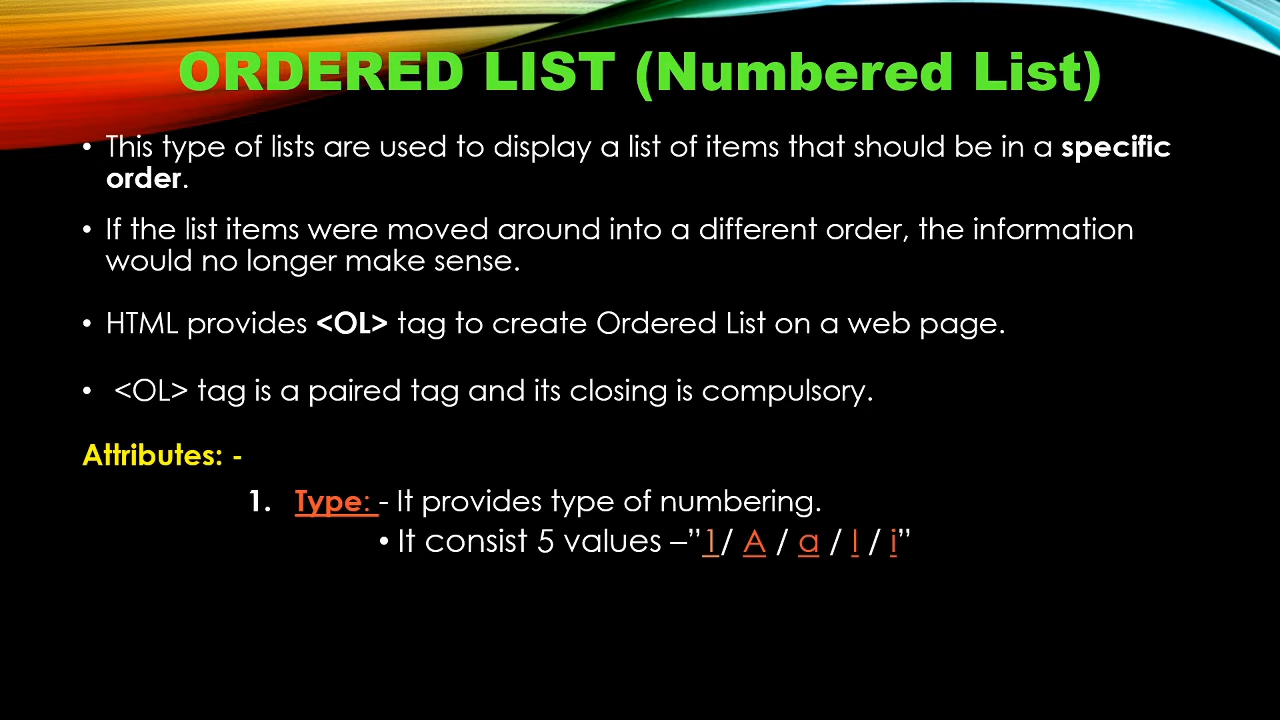 ORDERED LIST (Numbered List)
• This type of lists are used to display a list of items that should be in a specific
order.
• If the list items were moved around into a different order, the information
would no longer make sense.
• HTML provides <OL> tag to create Ordered List on a web page.
• <OL> tag is a paired tag and its closing is compulsory.
Attributes: -
1. Type: - It provides type of numbering.
• It consist 5 values –”1/ A / a / I / i”